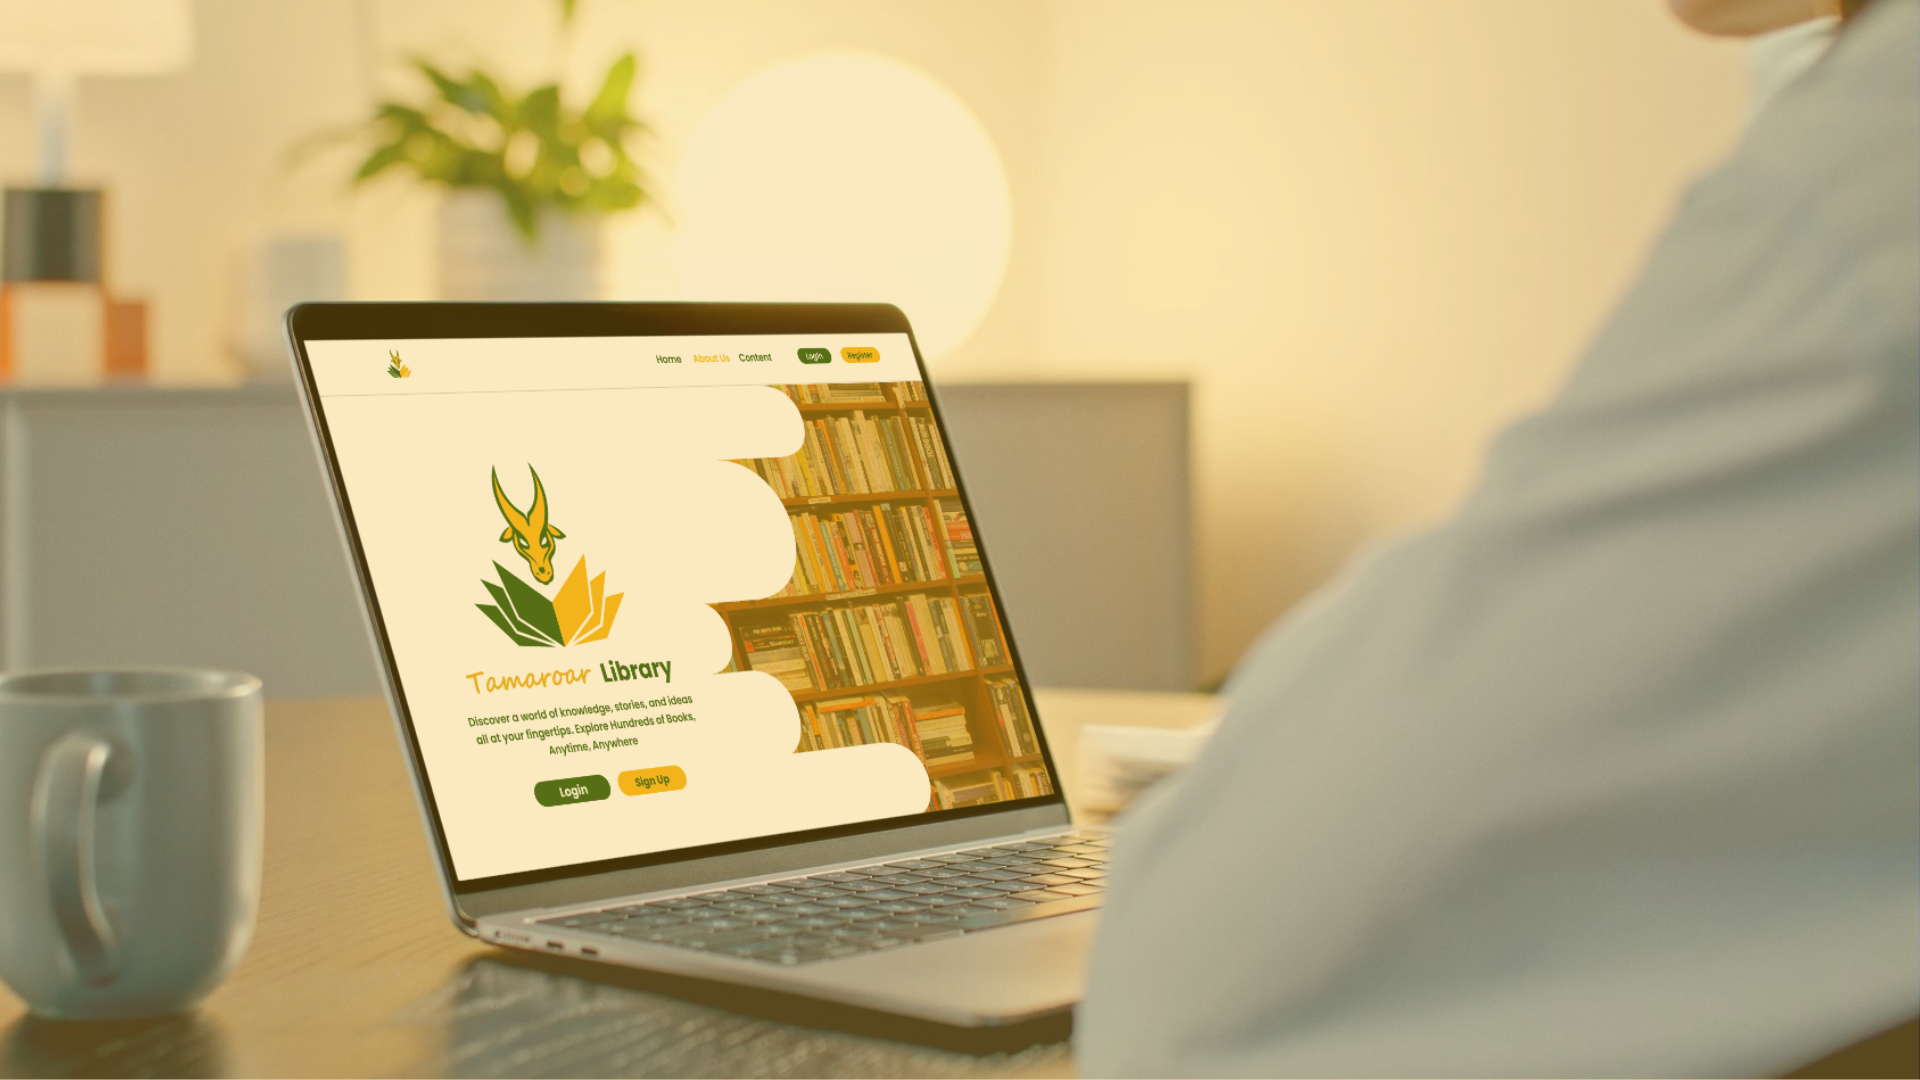 Home About Us Content Login Register
Tamaroar Library
Discover a world of knowledge, stories, and ideas
all at your fingertips. Explore Hundreds of Books,
Anytime, Anywhere
Login Sign Up